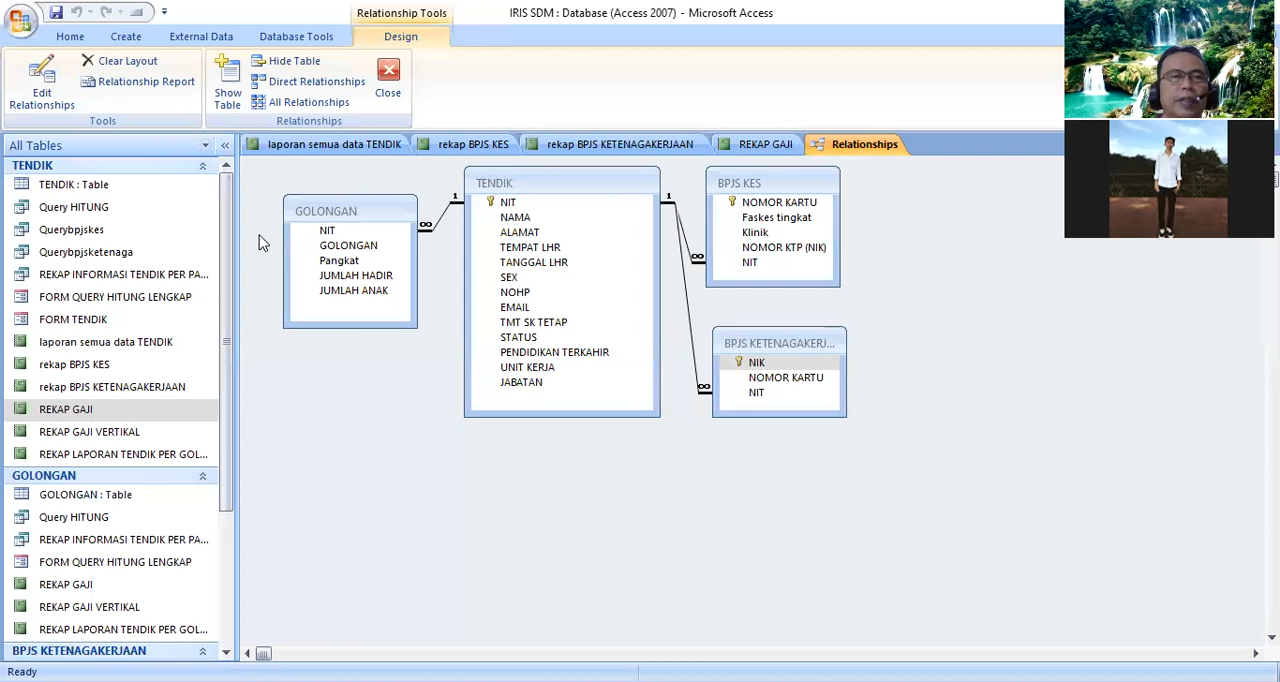 Relationship Tools
IRIS SDM : Database (Access 2007) - Microsoft Access
Home
Create
External Data
Database Tools
Design
Edit Relationships
Clear Layout
Relationship Report
Tools
Show Table
Hide Table
Direct Relationships
All Relationships
Close
Relationships
All Tables
laporan semua data TENDIK
rekap BPJS KES
rekap BPJS KETENAGAKERJAAN
REKAP GAJI
Relationships
TENDIK
TENDIK : Table
Query HITUNG
Querybpjskes
Querybpjsketenaga
REKAP INFORMASI TENDIK PER PA...
FORM QUERY HITUNG LENGKAP
FORM TENDIK
laporan semua data TENDIK
rekap BPJS KES
rekap BPJS KETENAGAKERJAAN
REKAP GAJI
REKAP GAJI VERTIKAL
REKAP LAPORAN TENDIK PER GOL...
GOLONGAN
GOLONGAN : Table
Query HITUNG
REKAP INFORMASI TENDIK PER PA...
FORM QUERY HITUNG LENGKAP
REKAP GAJI
REKAP GAJI VERTIKAL
REKAP LAPORAN TENDIK PER GOL...
BPJS KETENAGAKERJAAN
GOLONGAN
NIT
GOLONGAN
Pangkat
JUMLAH HADIR
JUMLAH ANAK
1
∞
TENDIK
NIT
NAMA
ALAMAT
TEMPAT LHR
TANGGAL LHR
SEX
NOHP
EMAIL
TMT SK TETAP
STATUS
PENDIDIKAN TERKAHIR
UNIT KERJA
JABATAN
1
∞
∞
BPJS KES
NOMOR KARTU
Faskes tingkat
Klinik
NOMOR KTP (NIK)
NIT
BPJS KETENAGAKERJ...
NIK
NOMOR KARTU
NIT
Ready